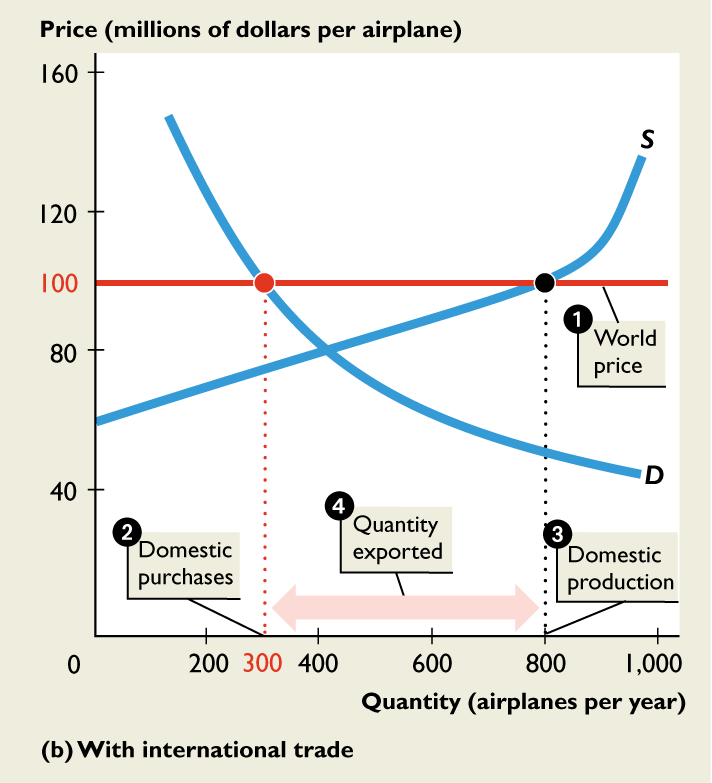 Price (millions of dollars per airplane)
160
120
100
80
40
0
S
D
1
World
price
2
Domestic
purchases
4
Quantity
exported
3
Domestic
production
200 300 400 600 800 1,000
Quantity (airplanes per year)
(b) With international trade